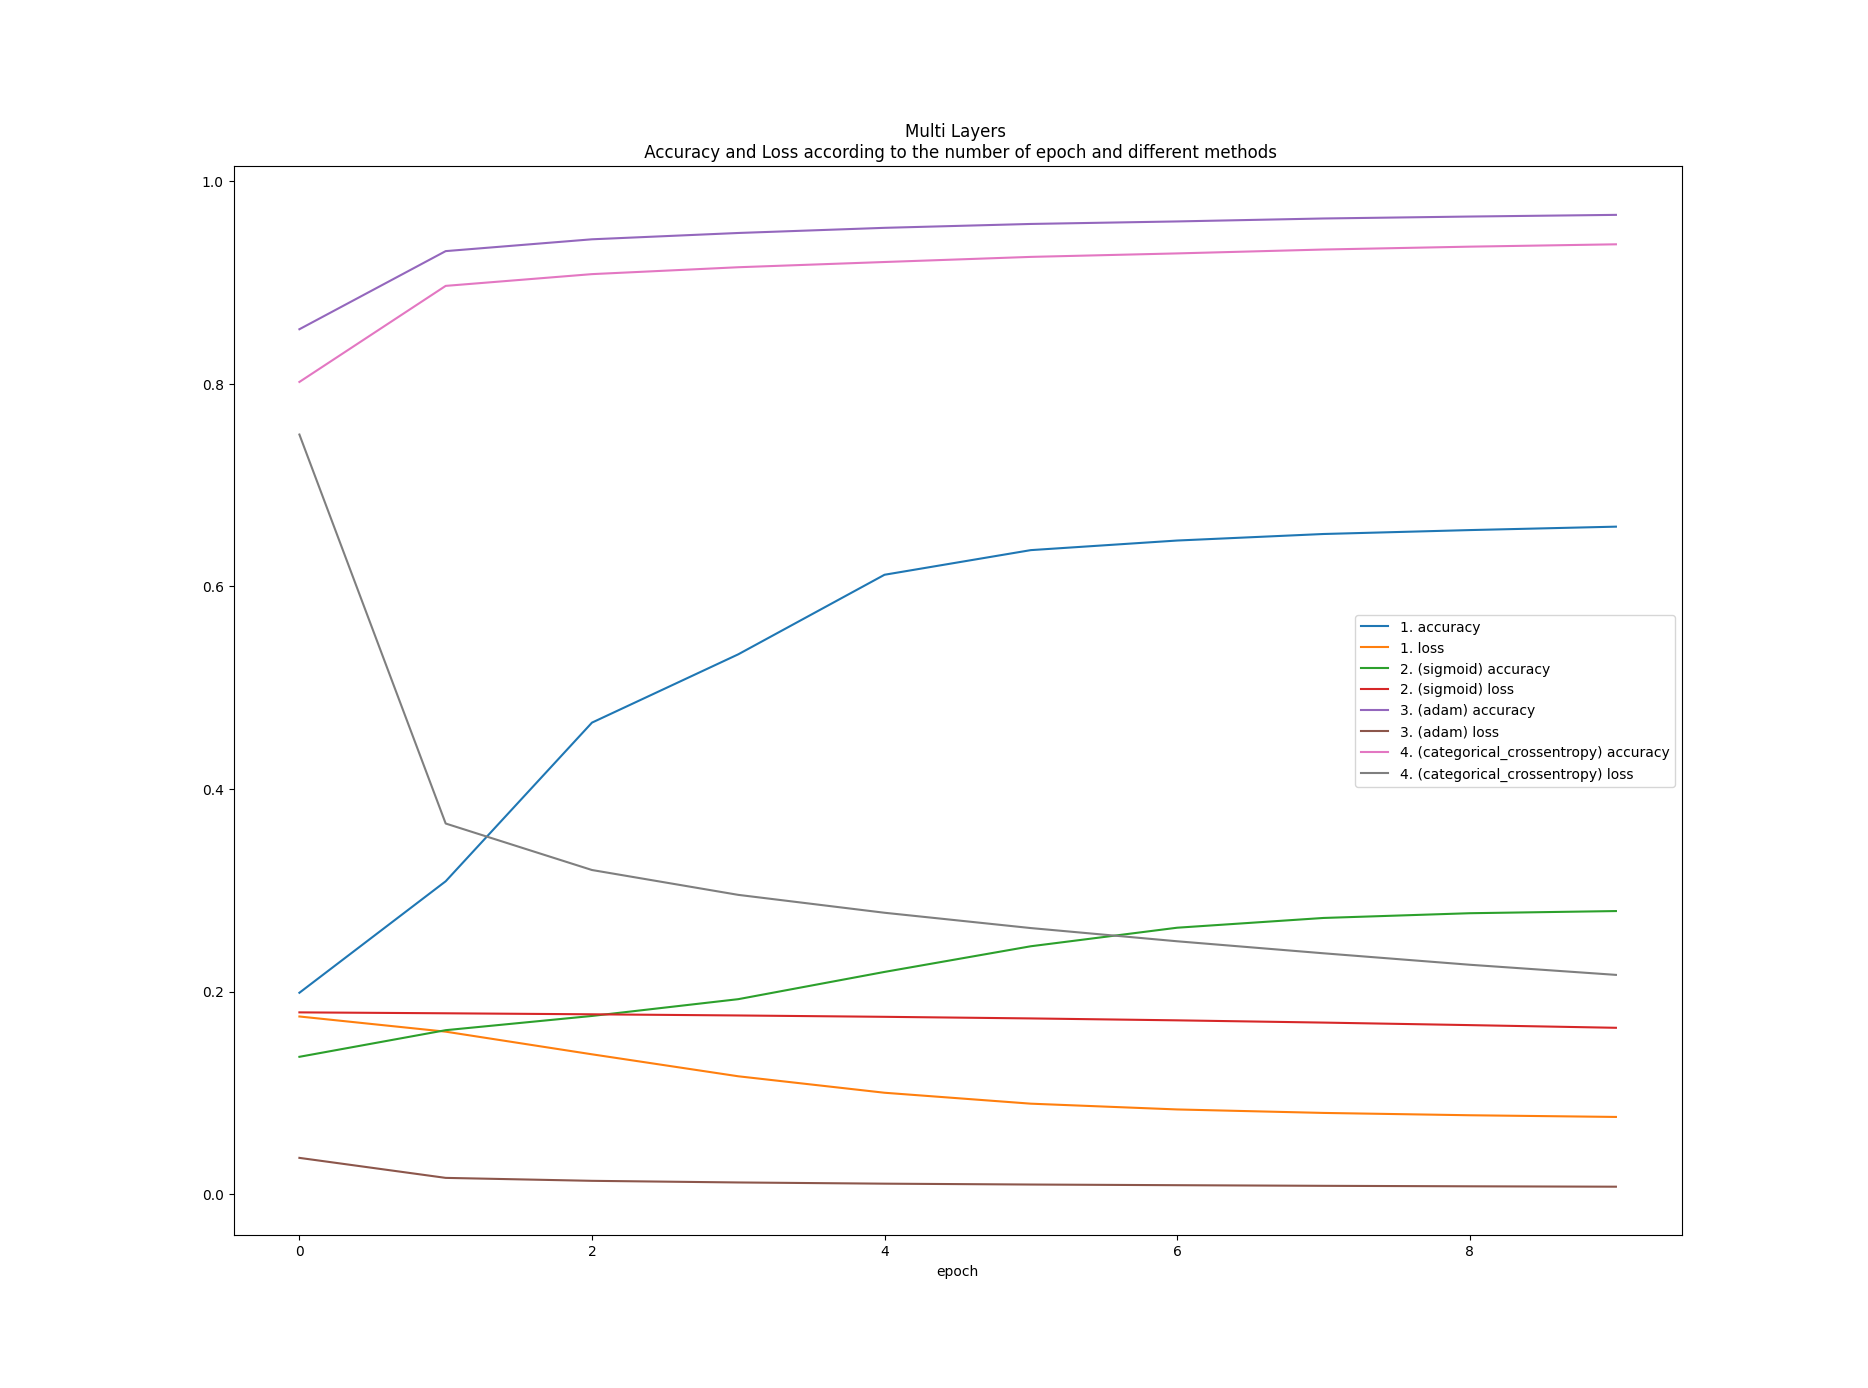 Multi Layers
Accuracy and Loss according to the number of epoch and different methods
1.0
0.8
0.6
0.4
0.2
0.0
1. accuracy
1. loss
2. (sigmoid) accuracy
2. (sigmoid) loss
3. (adam) accuracy
3. (adam) loss
4. (categorical_crossentropy) accuracy
4. (categorical_crossentropy) loss
0 2 4 6 8
epoch